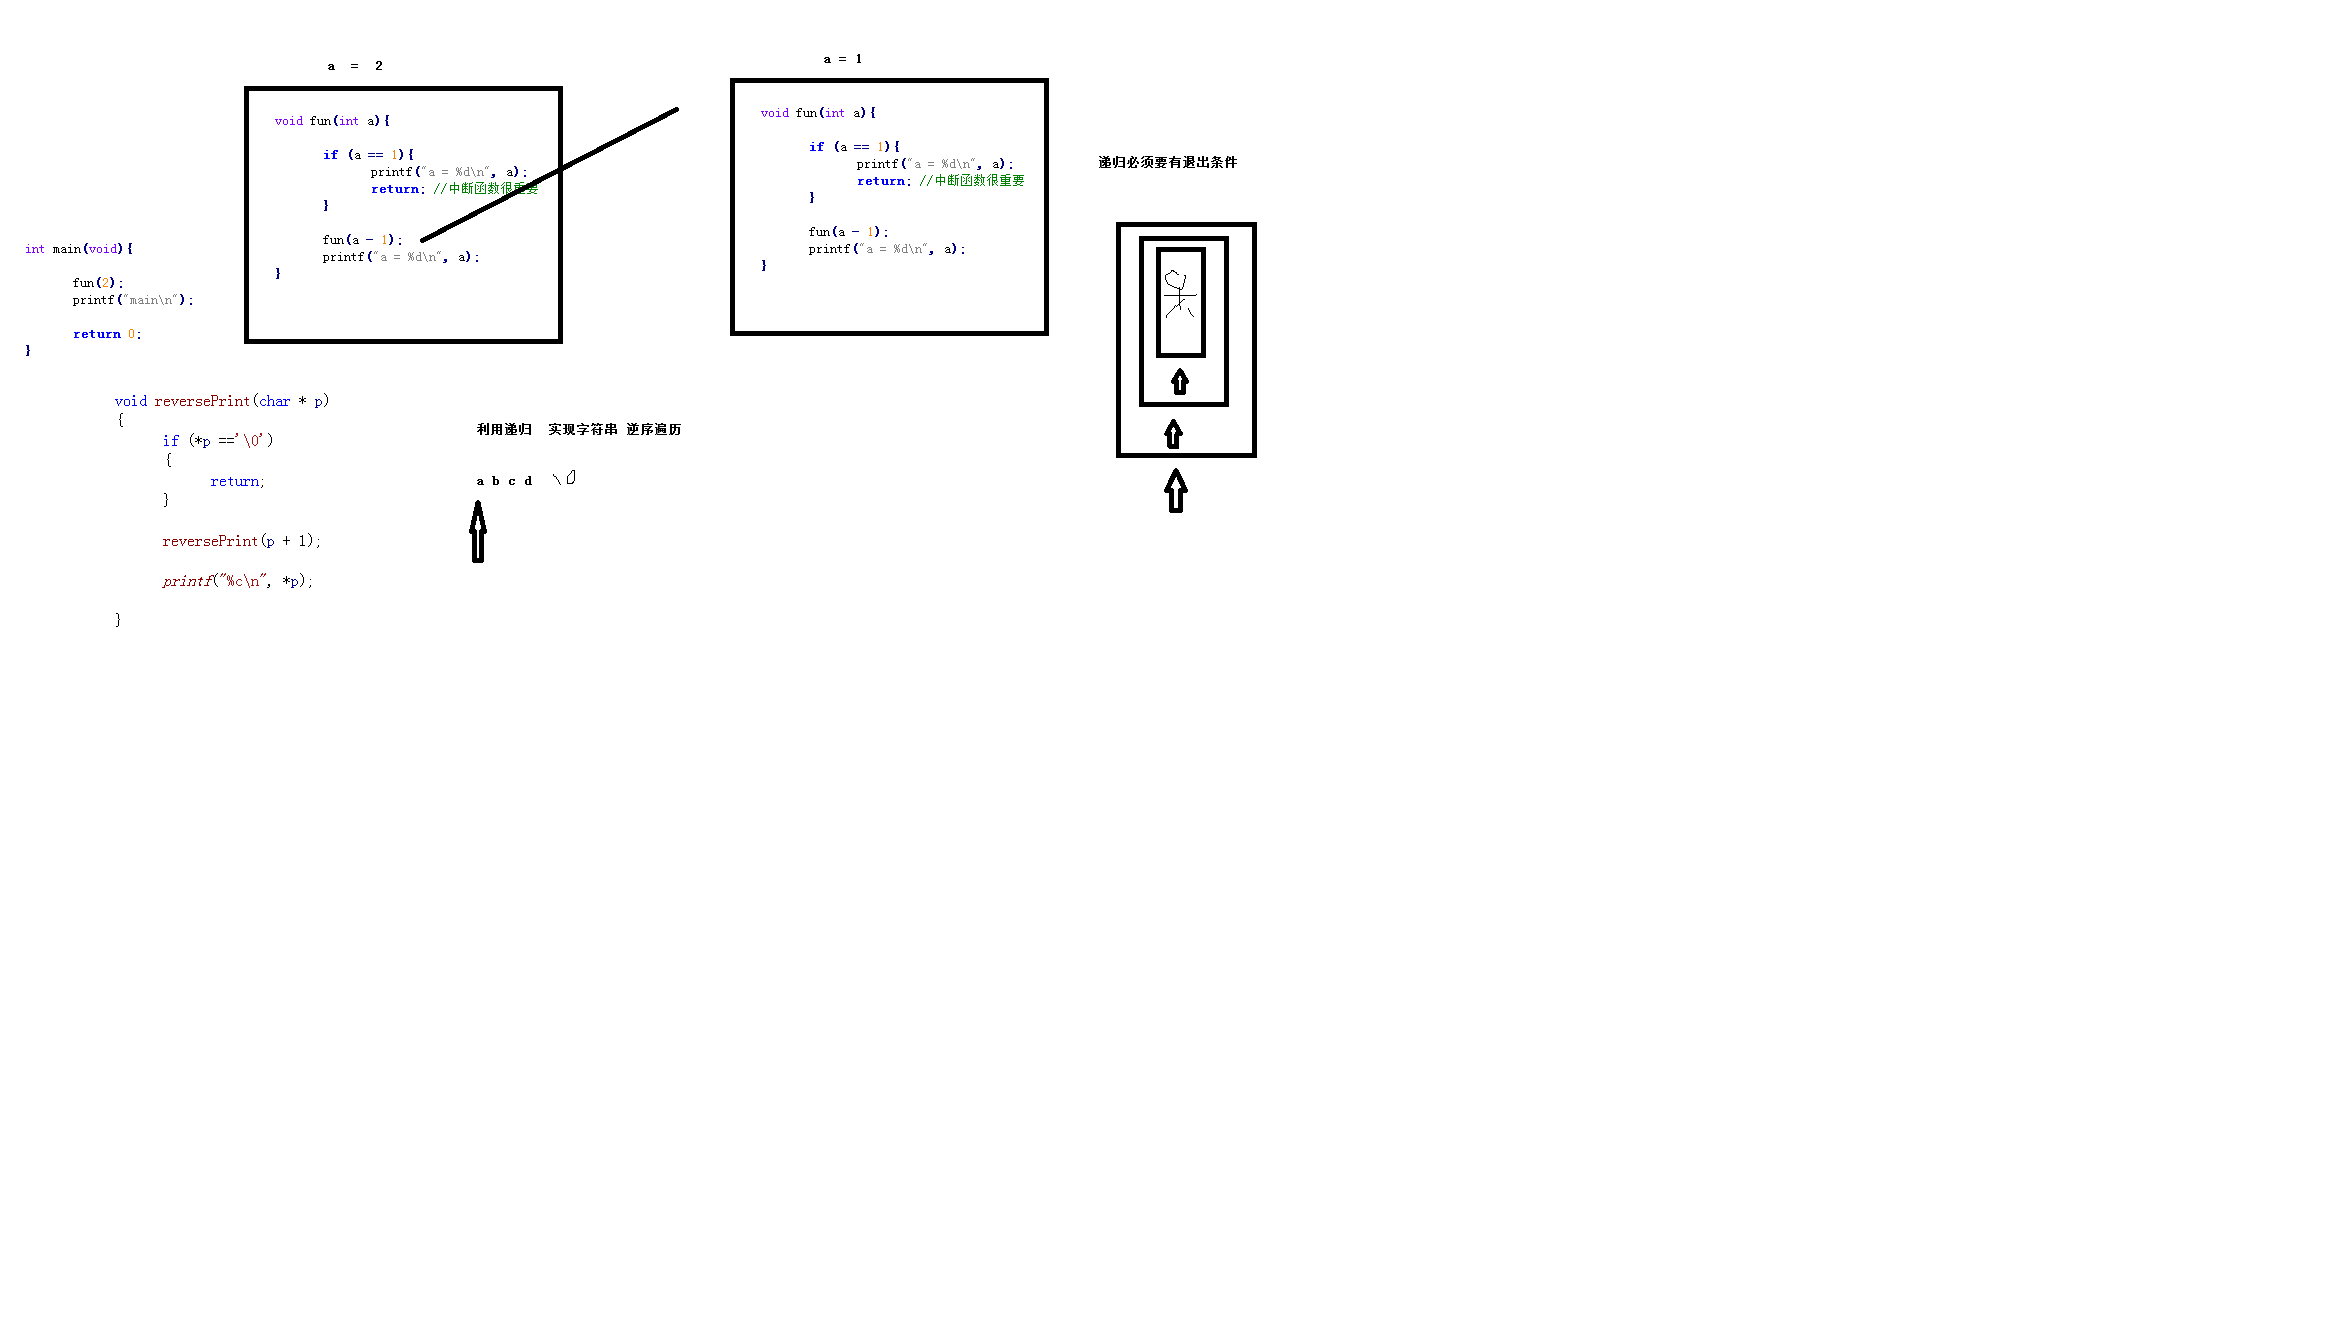 a = 2
void fun(int a){
if (a == 1){
printf("a = %d\n", a);
return; //中断函数很重要
}
fun(a - 1);
printf("a = %d\n", a);
}
a = 1
void fun(int a){
if (a == 1){
printf("a = %d\n", a);
return; //中断函数很重要
}
fun(a - 1);
printf("a = %d\n", a);
}
递归必须要有退出条件
int main(void){
fun(2);
printf("main\n");
return 0;
}
void reversePrint(char * p)
{
if (*p =='\0')
{
return;
}
reversePrint(p + 1);
printf("%c\n", *p);
}
利用递归 实现字符串 逆序遍历
a b c d \0